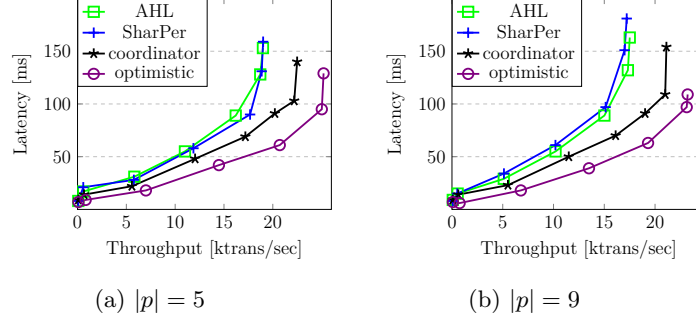 AHL
SharPer
coordinator
optimistic
150
100
50
Latency [ms]
0
5
10
15
20
25
Throughput [ktrans/sec]
(a) |p| = 5
AHL
SharPer
coordinator
optimistic
150
100
50
Latency [ms]
0
5
10
15
20
Throughput [ktrans/sec]
(b) |p| = 9